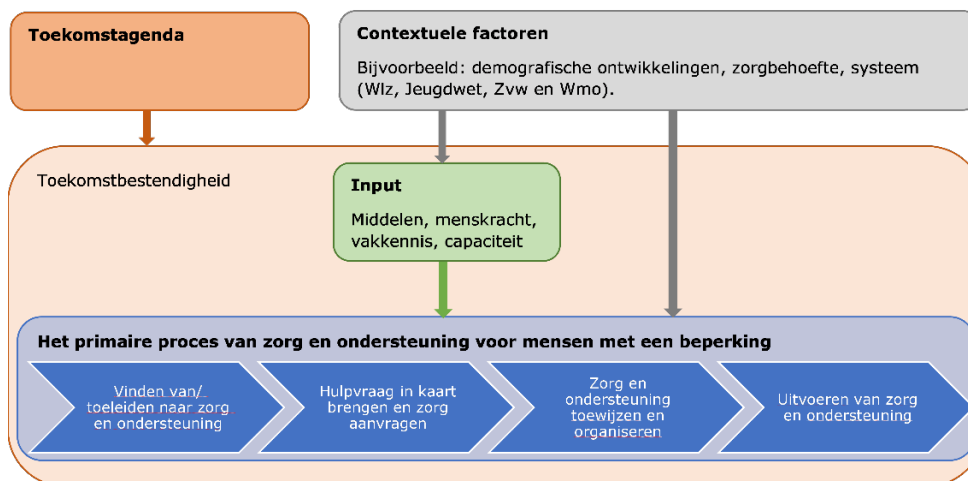 Toekomstagenda
Contextuele factoren
Bijvoorbeeld: demografische ontwikkelingen, zorgbehoefte, systeem
(Wlz, Jeugdwet, Zvw en Wmo).
Toekomstbestendigheid
Input
Middelen, menskracht,
vakkennis, capaciteit
Het primaire proces van zorg en ondersteuning voor mensen met een beperking
Vinden van/
toeleiden naar zorg
en ondersteuning
Hulpvraag in kaart
brengen en zorg
aanvragen
Zorg en
ondersteuning
toewijzen en
organiseren
Uitvoeren van zorg
en ondersteuning